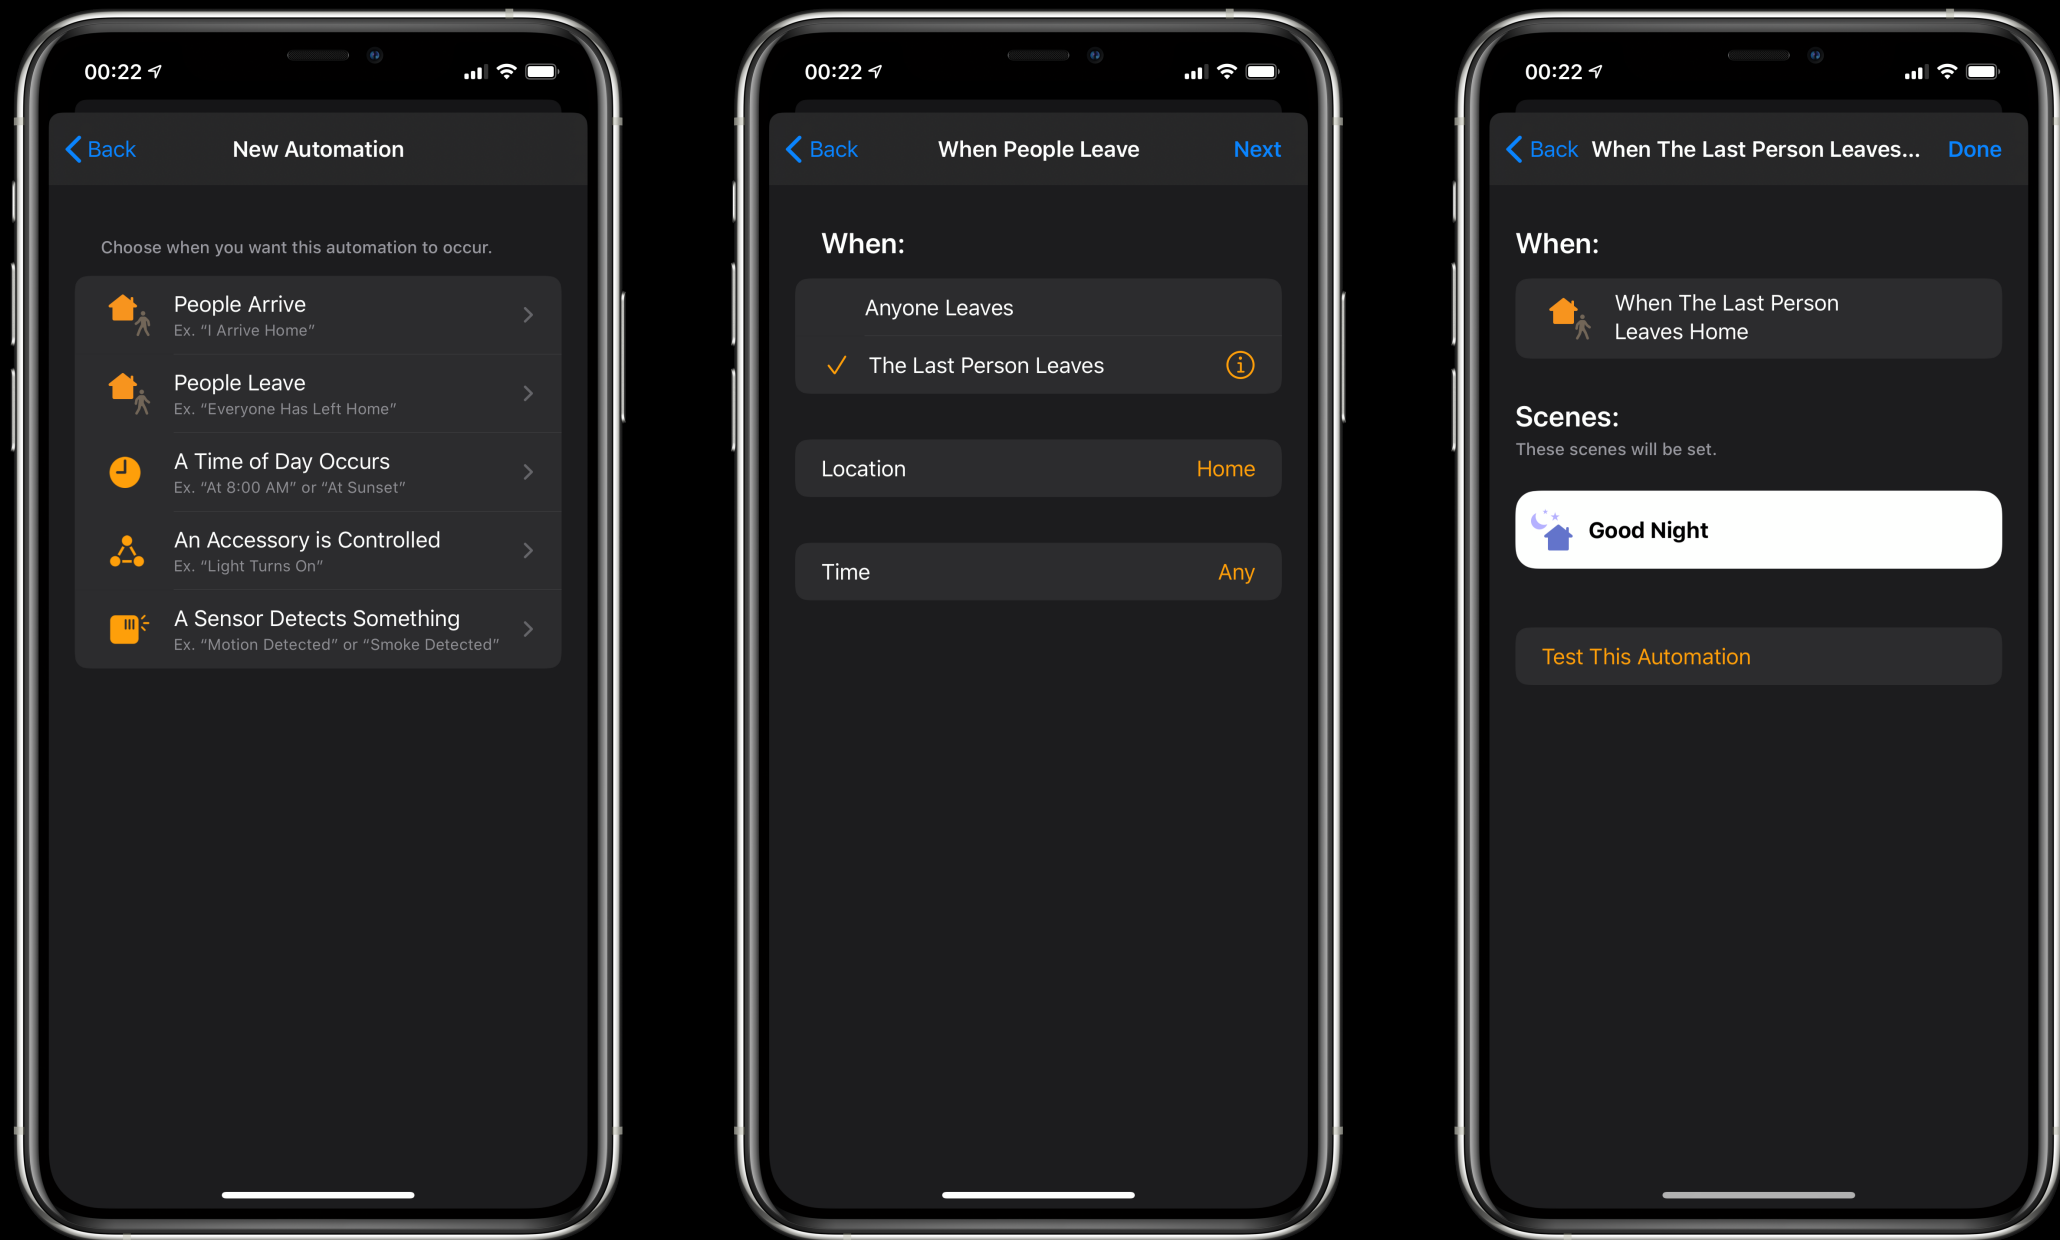 00:22
Back
New Automation
Choose when you want this automation to occur.
People Arrive
Ex. “I Arrive Home”
People Leave
Ex. “Everyone Has Left Home”
A Time of Day Occurs
Ex. “At 8:00 AM” or “At Sunset”
An Accessory is Controlled
Ex. “Light Turns On”
A Sensor Detects Something
Ex. “Motion Detected” or “Smoke Detected”
00:22
Back
When People Leave
Next
When:
Anyone Leaves
The Last Person Leaves
Location
Home
Time
Any
00:22
Back
When The Last Person Leaves...
Done
When:
When The Last Person
Leaves Home
Scenes:
These scenes will be set.
Good Night
Test This Automation